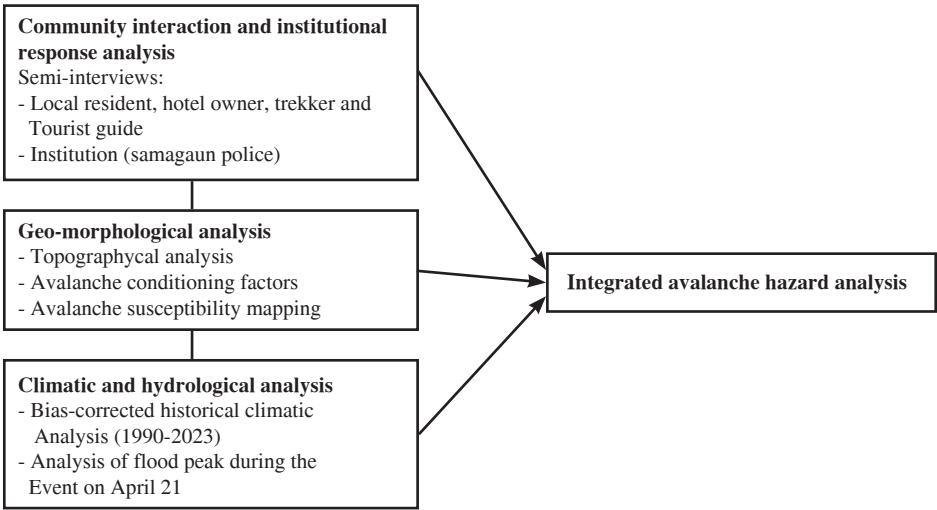 Community interaction and institutional
response analysis
Semi-interviews:
- Local resident, hotel owner, trekker and
Tourist guide
- Institution (samagaun police)
Geo-morphological analysis
- Topographycal analysis
- Avalanche conditioning factors
- Avalanche susceptibility mapping
Climatic and hydrological analysis
- Bias-corrected historical climatic
Analysis (1990-2023)
- Analysis of flood peak during the
Event on April 21
Integrated avalanche hazard analysis